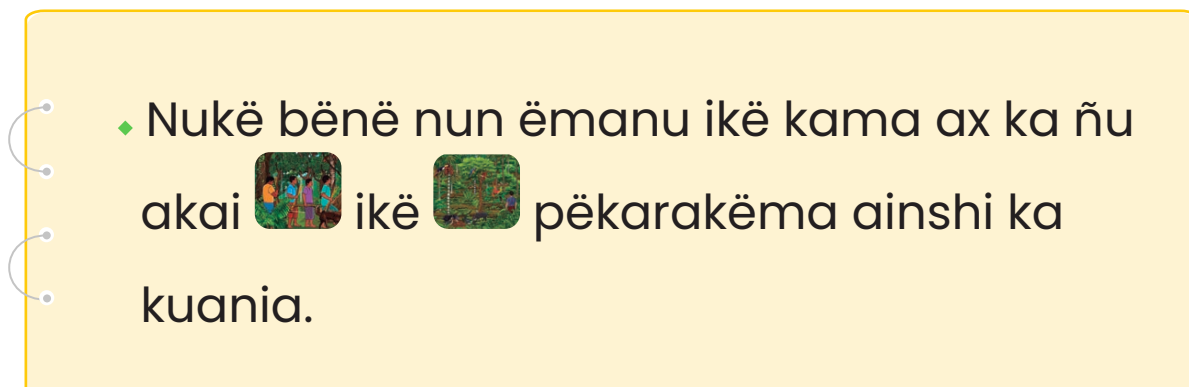 Nukë bënë nun ëmanu ikë kama ax ka ñu
akai ikë pëkarakëma ainshi ka
kuania.